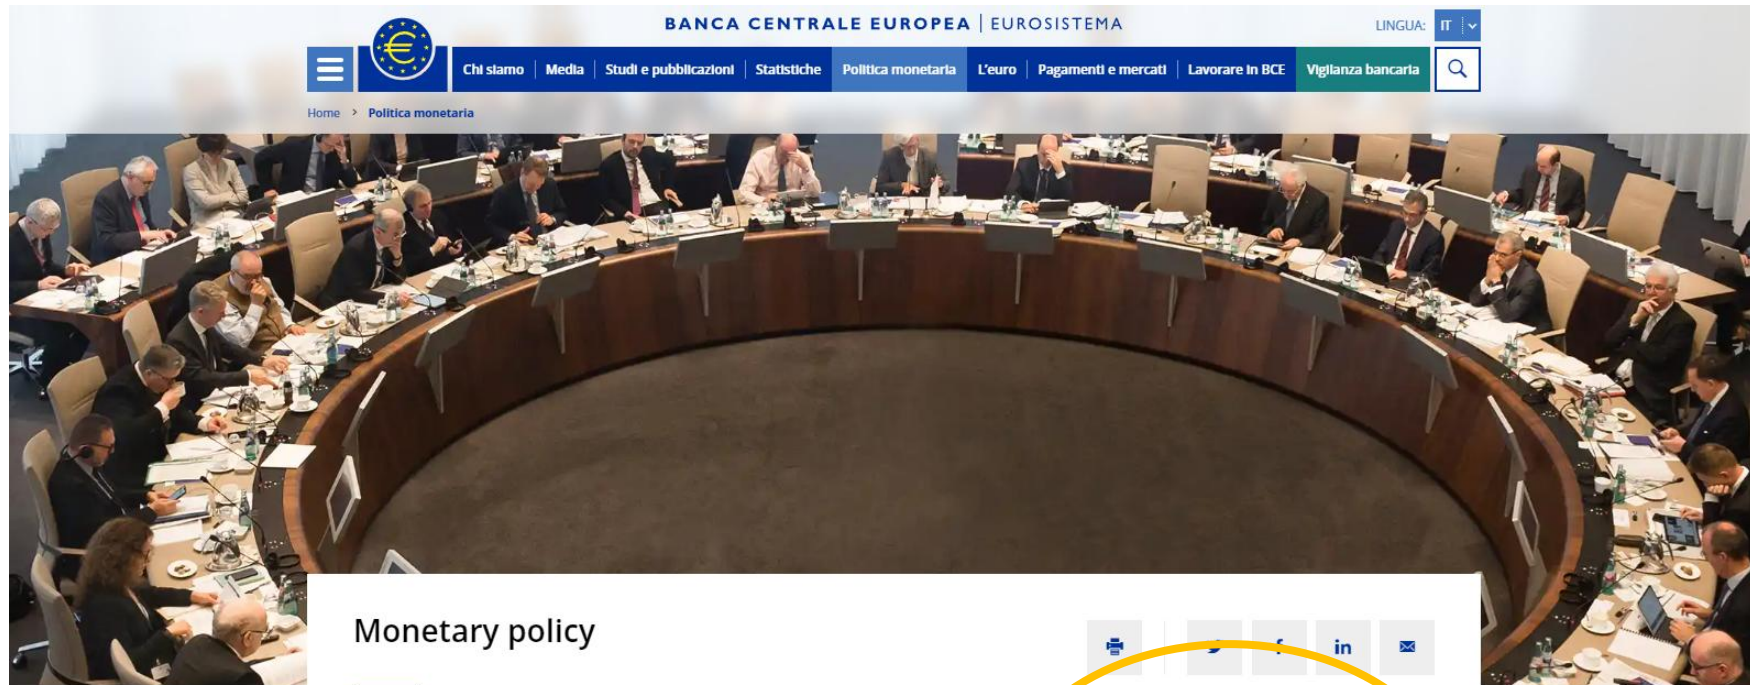 BANCA CENTRALE EUROPEA | EUROSISTEMA
LINGUA: IT
Chi siamo | Media | Studi e pubblicazioni | Statistiche | Politica monetaria | L'euro | Pagamenti e mercati | Lavorare in BCE | Vigilanza bancaria
Home > Politica monetaria
Monetary policy